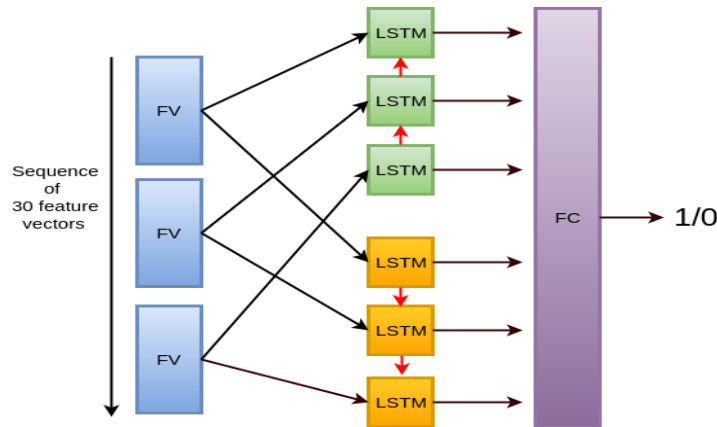 Sequence
of
30 feature
vectors
FV
FV
FV
LSTM
LSTM
LSTM
LSTM
LSTM
LSTM
FC
1/0